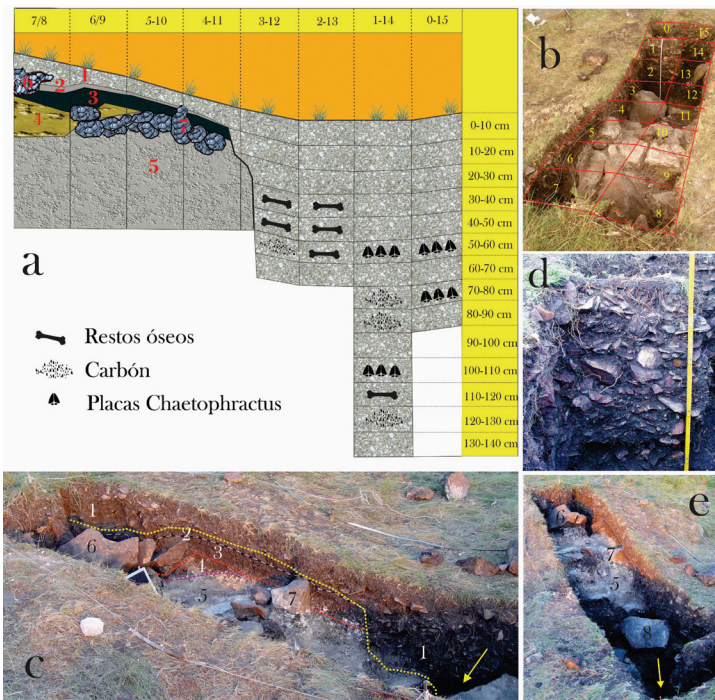 7/8 6/9 5-10 4-11 3-12 2-13 1-14 0-15
1
6 2
3
4
7
5
0-10 cm
10-20 cm
20-30 cm
30-40 cm
40-50 cm
50-60 cm
60-70 cm
70-80 cm
80-90 cm
90-100 cm
100-110 cm
110-120 cm
120-130 cm
130-140 cm
a
Restos óseos
Carbón
Placas Chaetophractus
b
0 15
1 14
2 13
3 12
4 11
5 10
6 9
7 8
d
c
1
2
6 3
4
5 7
1
e
6
7
5
8